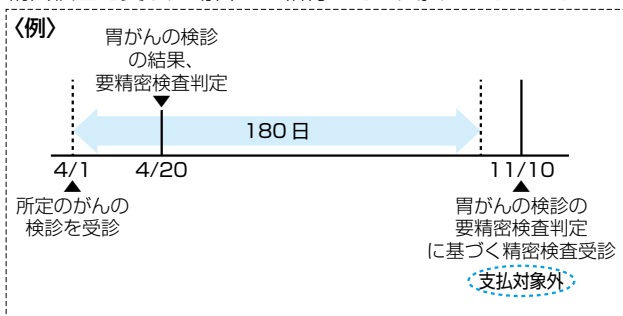 〈例〉
胃がんの検診
の結果、
要精密検査判定
180日
4/1
4/20
11/10
所定のがんの
検診を受診
胃がんの検診の
要精密検査判定
に基づく精密検査受診
支払対象外